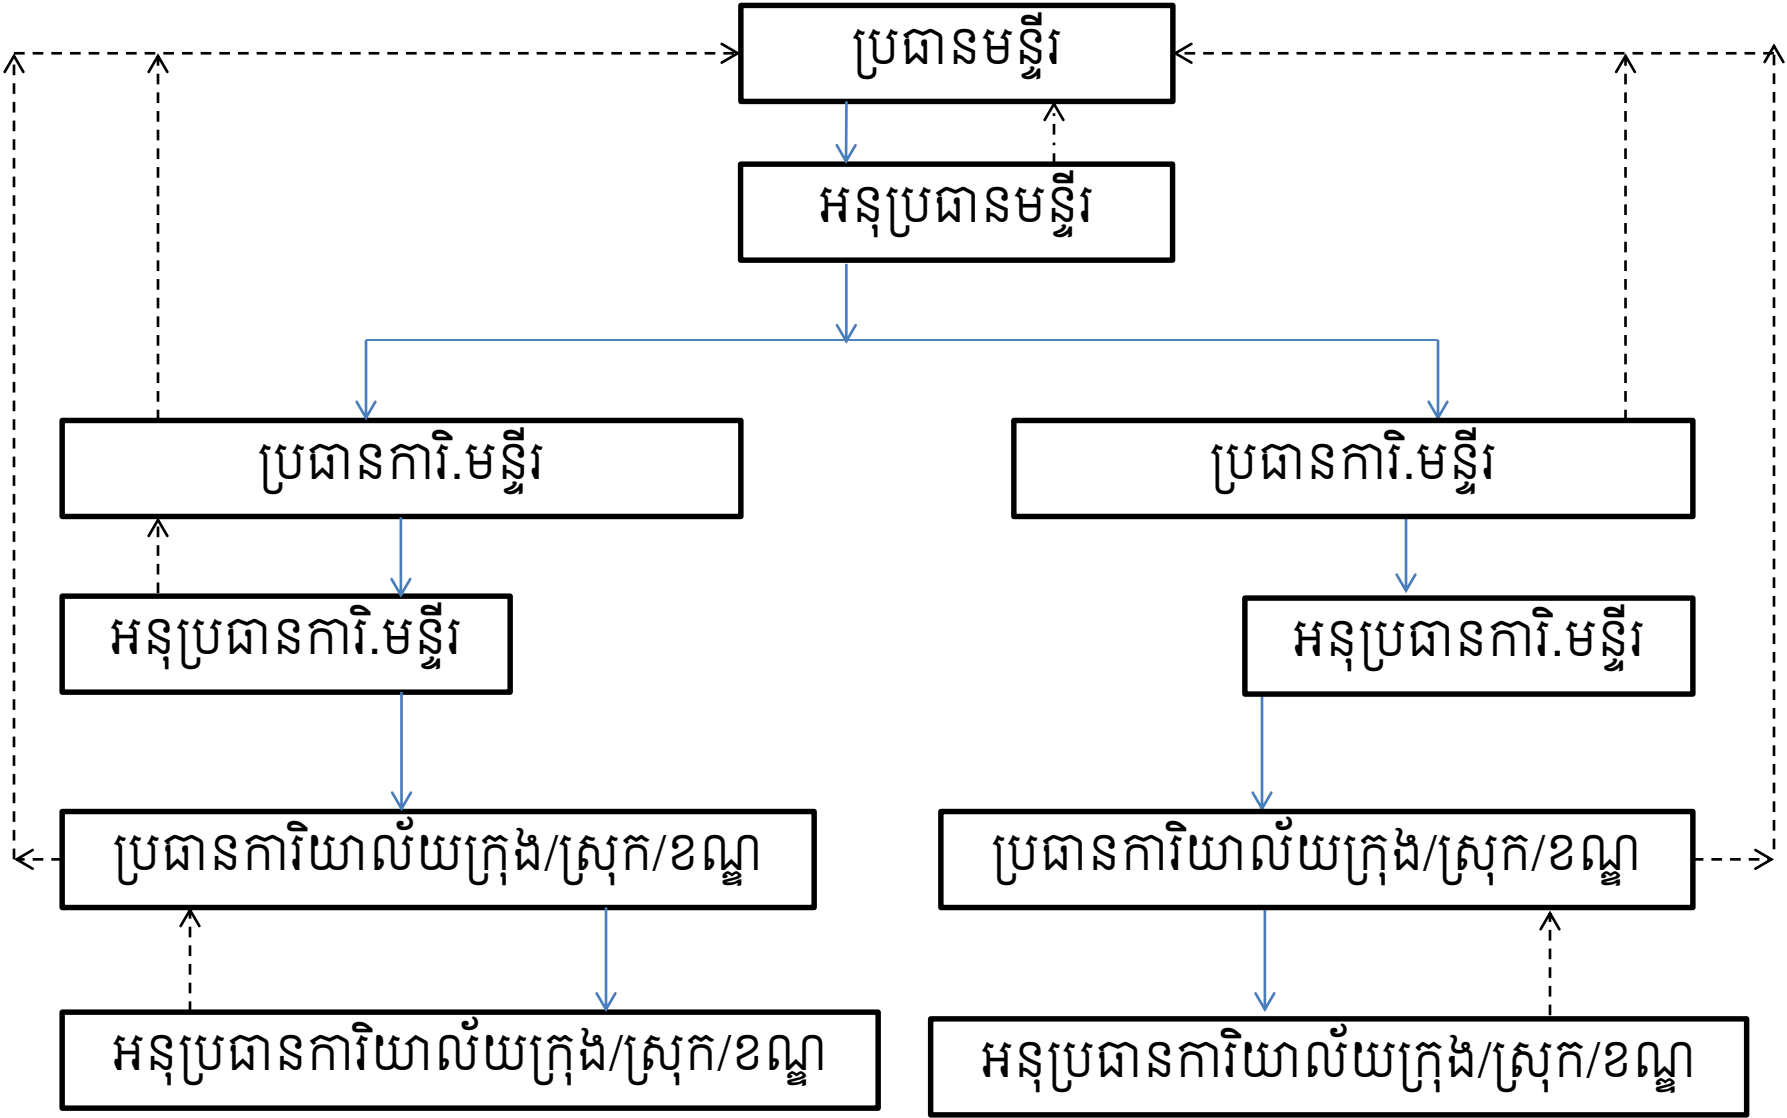 ប្រធានមន្ទីរ
អនុប្រធានមន្ទីរ
ប្រធានការិ.មន្ទីរ
ប្រធានការិ.មន្ទីរ
អនុប្រធានការិ.មន្ទីរ
អនុប្រធានការិ.មន្ទីរ
ប្រធានការិយាល័យក្រុង/ស្រុក/ខណ្ឌ
ប្រធានការិយាល័យក្រុង/ស្រុក/ខណ្ឌ
អនុប្រធានការិយាល័យក្រុង/ស្រុក/ខណ្ឌ
អនុប្រធានការិយាល័យក្រុង/ស្រុក/ខណ្ឌ